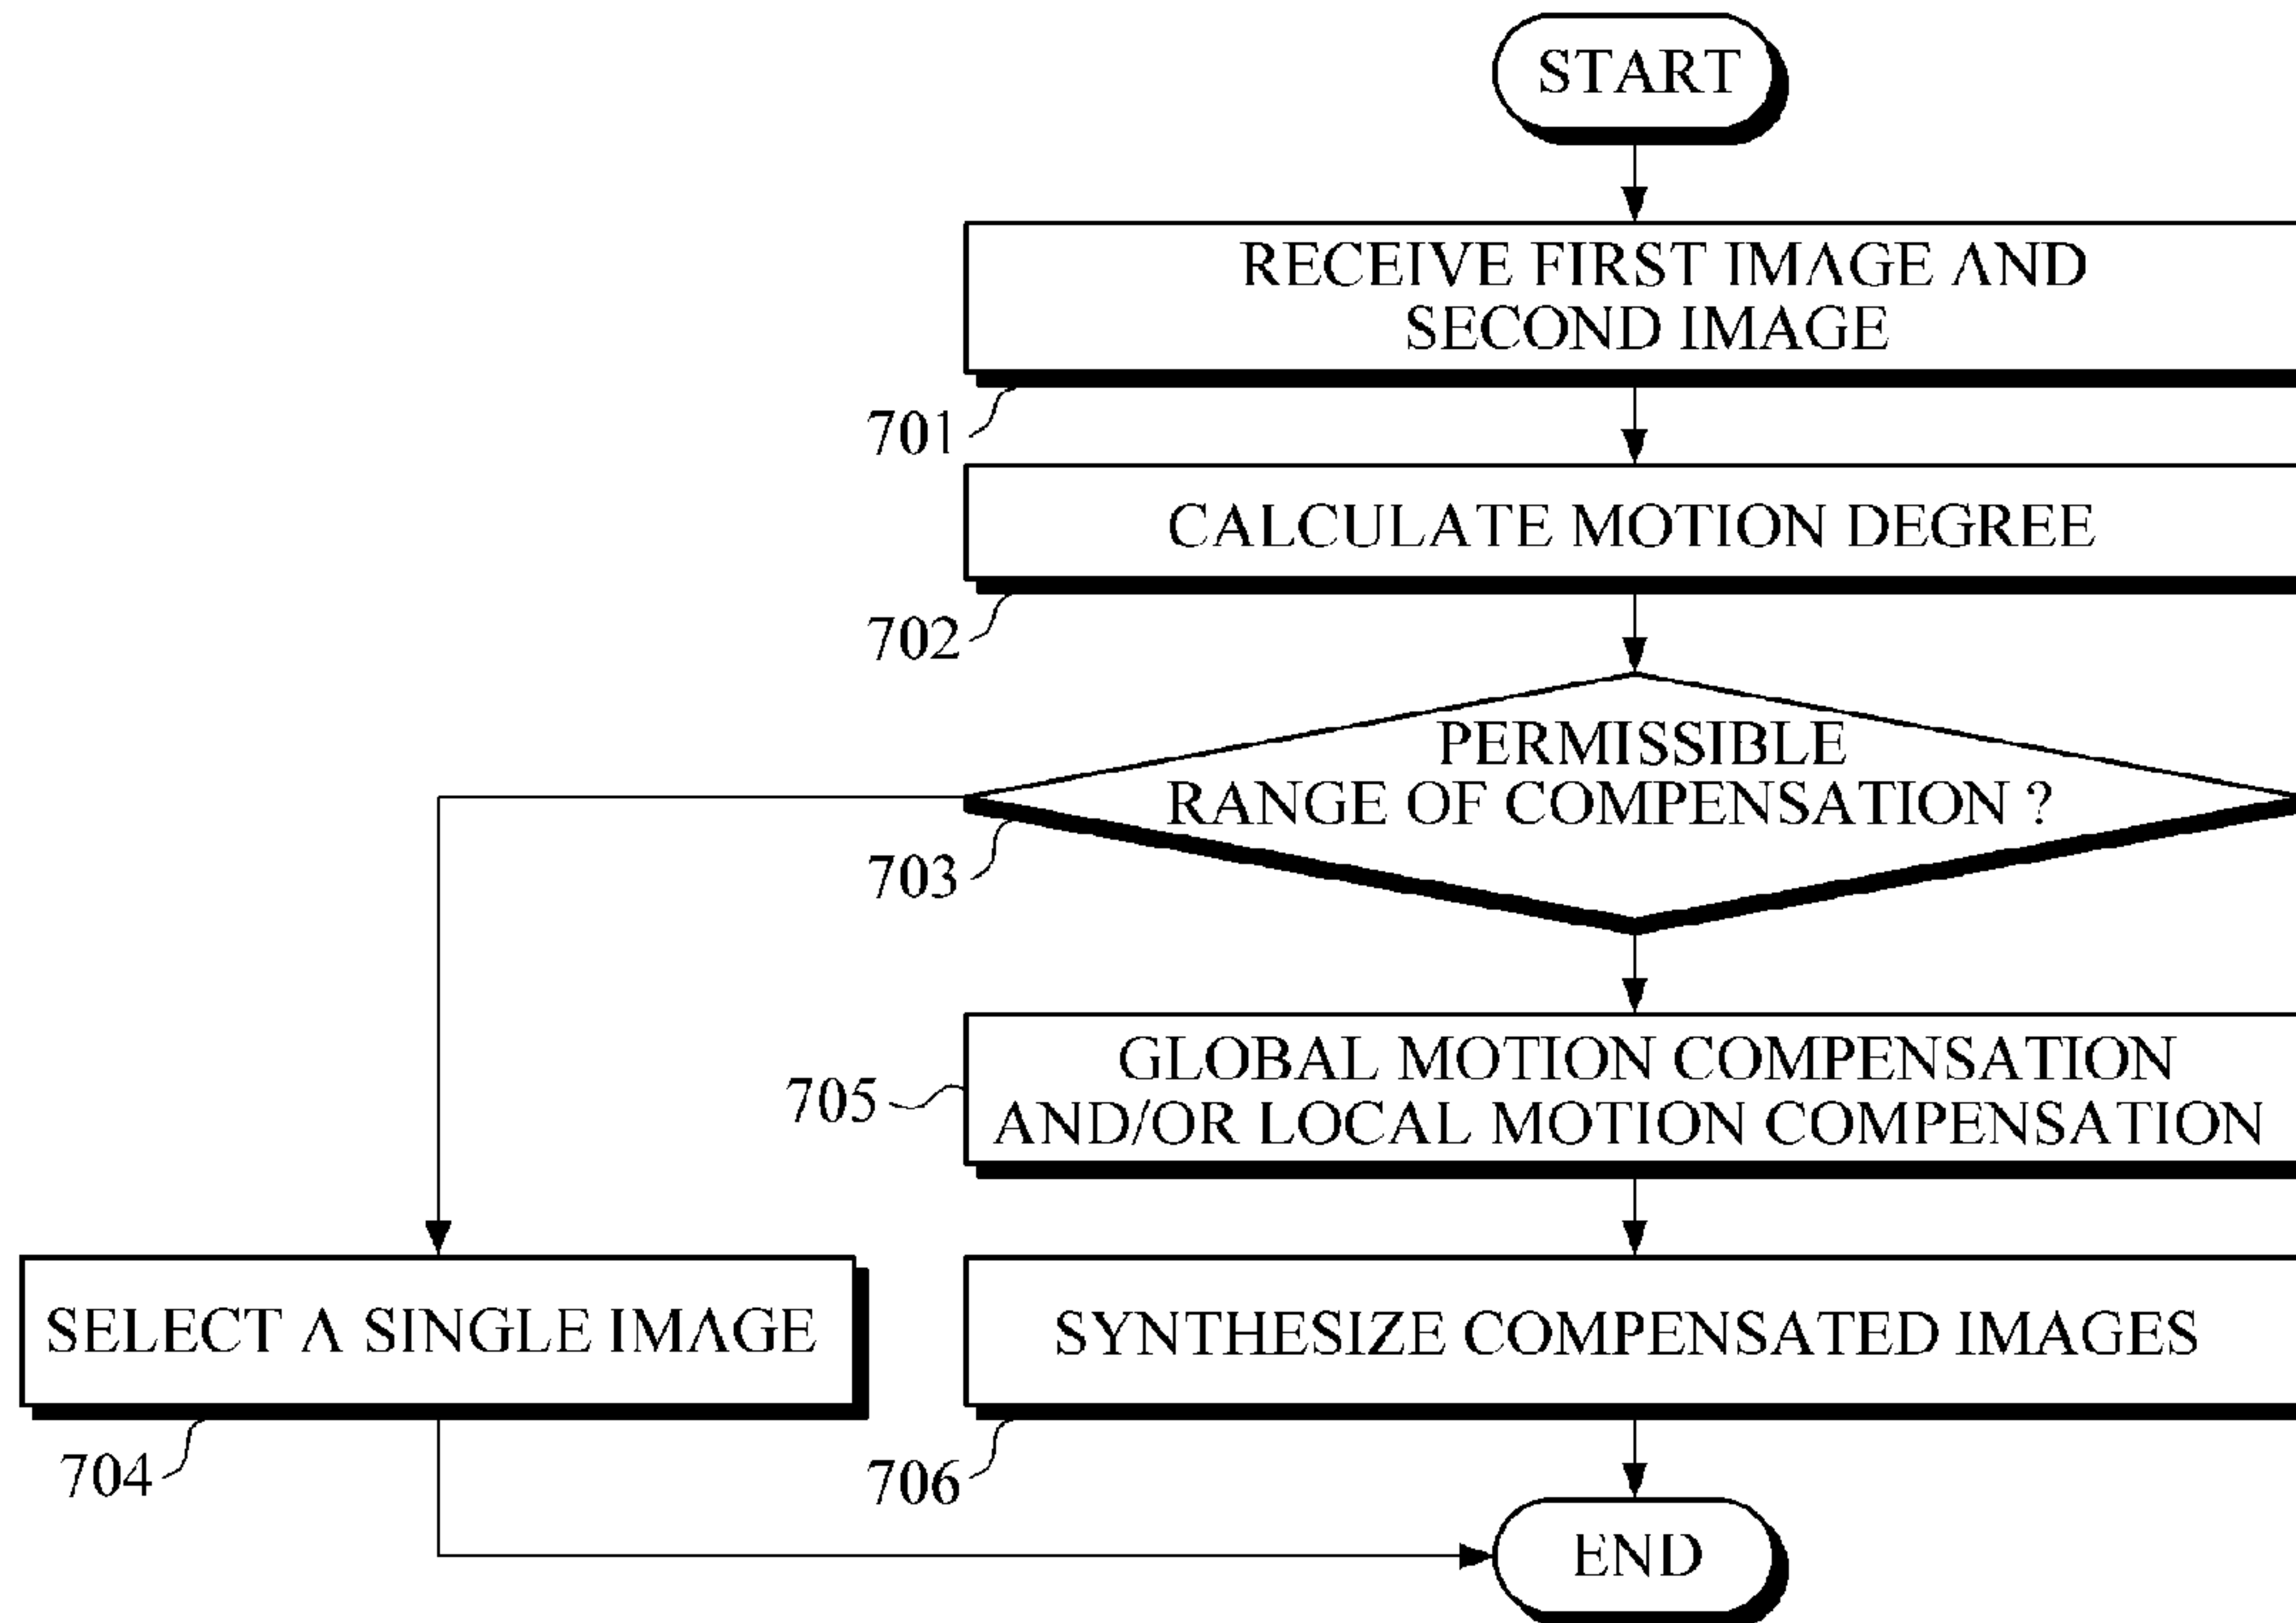 START
RECEIVE FIRST IMAGE AND
SECOND IMAGE
701
CALCULATE MOTION DEGREE
702
PERMISSIBLE
RANGE OF COMPENSATION ?
703
GLOBAL MOTION COMPENSATION
AND/OR LOCAL MOTION COMPENSATION
705
SELECT A SINGLE IMAGE
704
SYNTHESIZE COMPENSATED IMAGES
706
END